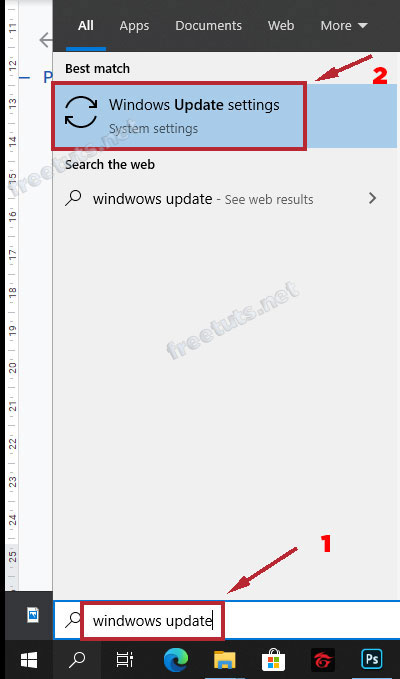 All Apps Documents Web More
P
Best match
2
Windows Update settings
System settings
Search the web
windwows update - See web results
freetuts.net
freetuts.net
1
windwows update
11
12
13
14
15
16
17
18
19
20
21
22
23
24
25
Ps